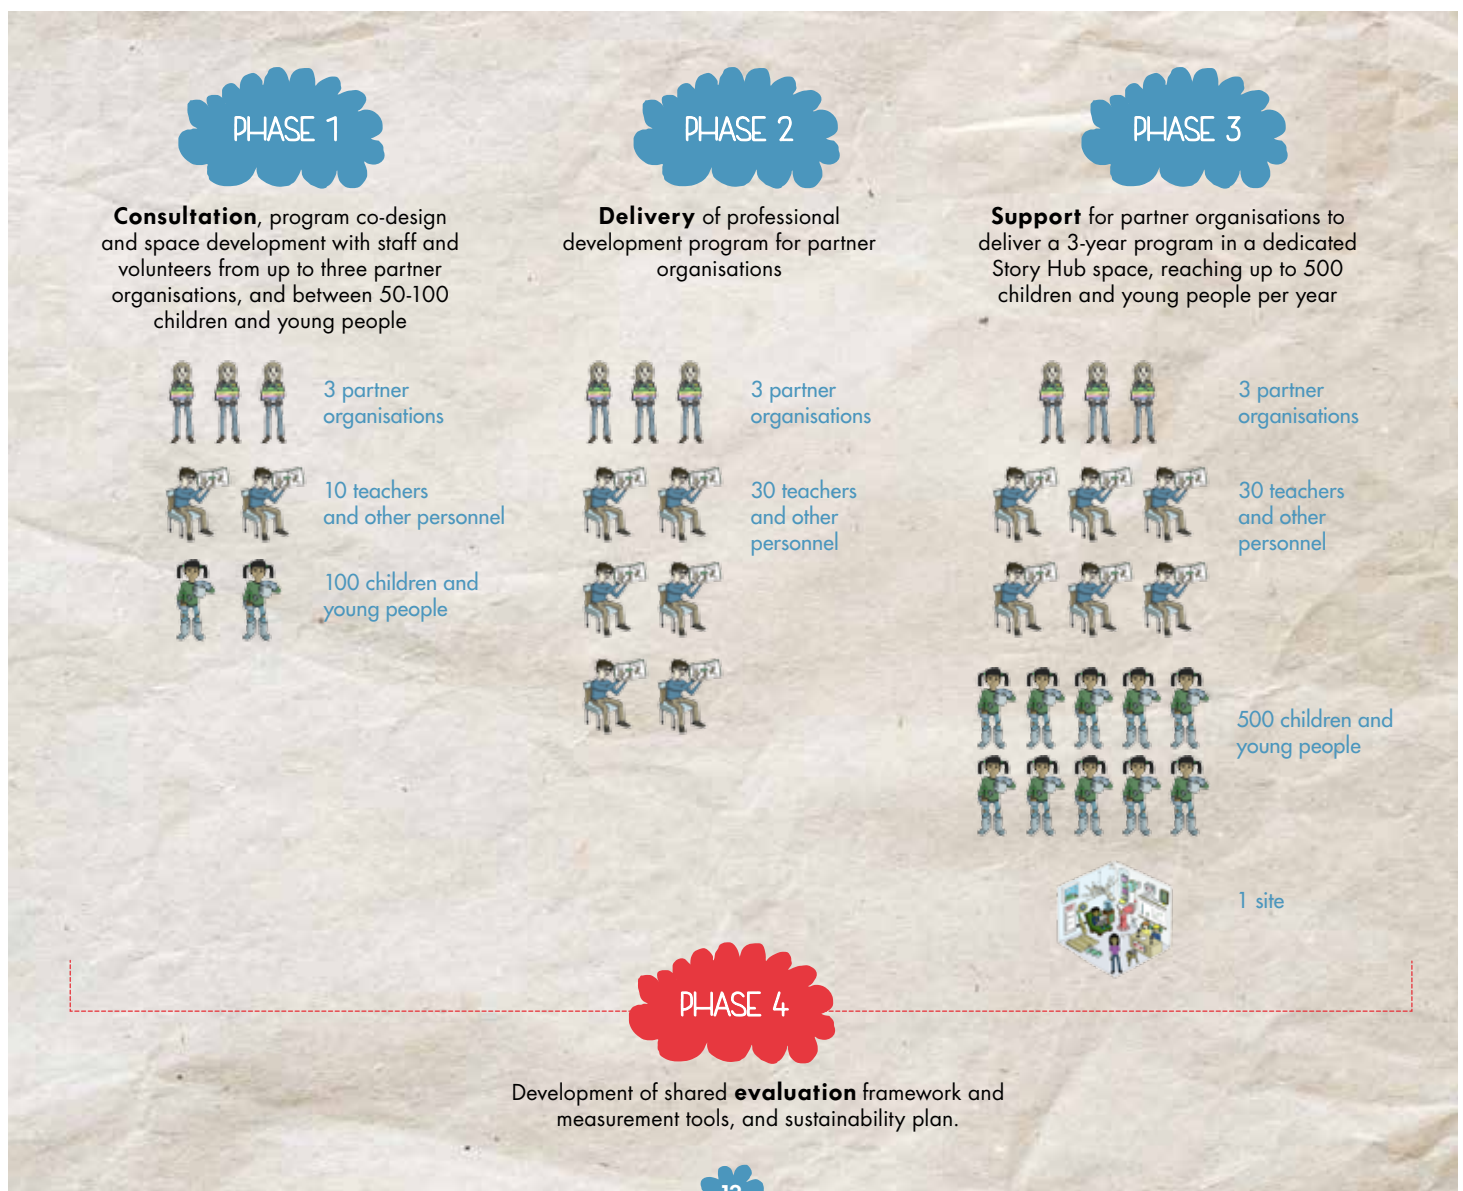 PHASE 1
Consultation, program co-design
and space development with staff and
volunteers from up to three partner
organisations, and between 50-100
children and young people
3 partner
organisations
10 teachers
and other personnel
100 children and
young people
PHASE 2
Delivery of professional
development program for partner
organisations
3 partner
organisations
30 teachers
and other
personnel
PHASE 3
Support for partner organisations to
deliver a 3-year program in a dedicated
Story Hub space, reaching up to 500
children and young people per year
3 partner
organisations
30 teachers
and other
personnel
500 children and
young people
1 site
PHASE 4
Development of shared evaluation framework and
measurement tools, and sustainability plan.